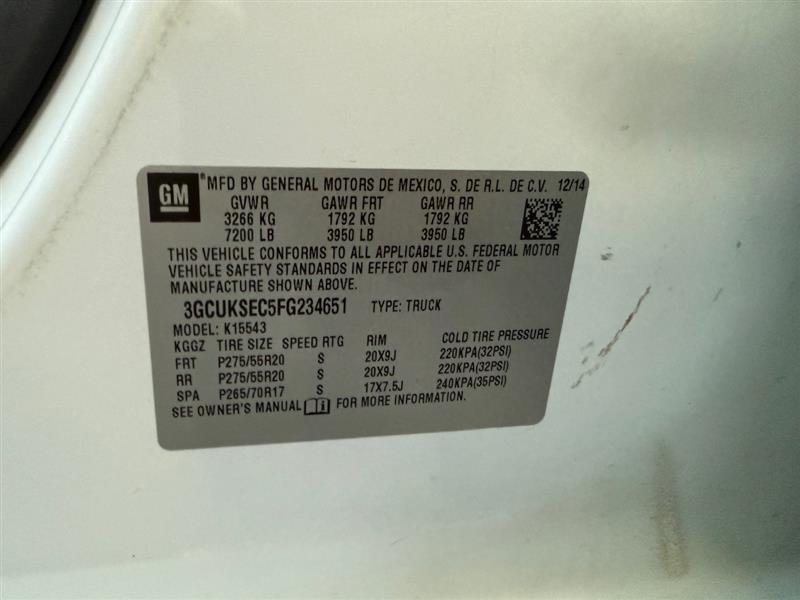 GM ® MFD BY GENERAL MOTORS DE MEXICO, S. DE R.L. DE C.V. 12/14
GVWR GAWR FRT GAWR RR
3266 KG 1792 KG 1792 KG
7200 LB 3950 LB 3950 LB
THIS VEHICLE CONFORMS TO ALL APPLICABLE U.S. FEDERAL MOTOR
VEHICLE SAFETY STANDARDS IN EFFECT ON THE DATE OF
MANUFACTURE SHOWN ABOVE.
3GCUKSEC5FG234651 TYPE: TRUCK
MODEL: K15543
KGGZ TIRE SIZE SPEED RTG RIM COLD TIRE PRESSURE
FRT P275/55R20 S 20X9J 220KPA(32PSI)
RR P275/55R20 S 20X9J 220KPA(32PSI)
SPA P265/70R17 S 17X7.5J 240KPA(35PSI)
SEE OWNER'S MANUAL FOR MORE INFORMATION.